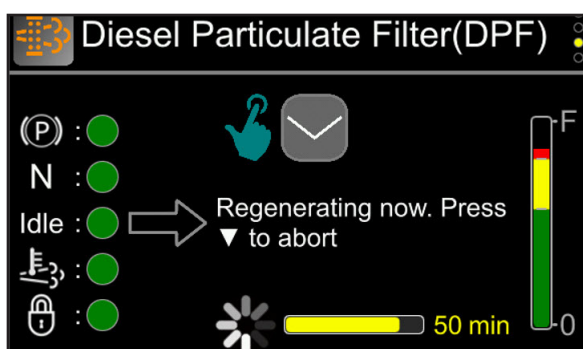 Diesel Particulate Filter(DPF)
(P) :
N :
Idle :
:
:
Regenerating now. Press
▼ to abort
50 min
F
0